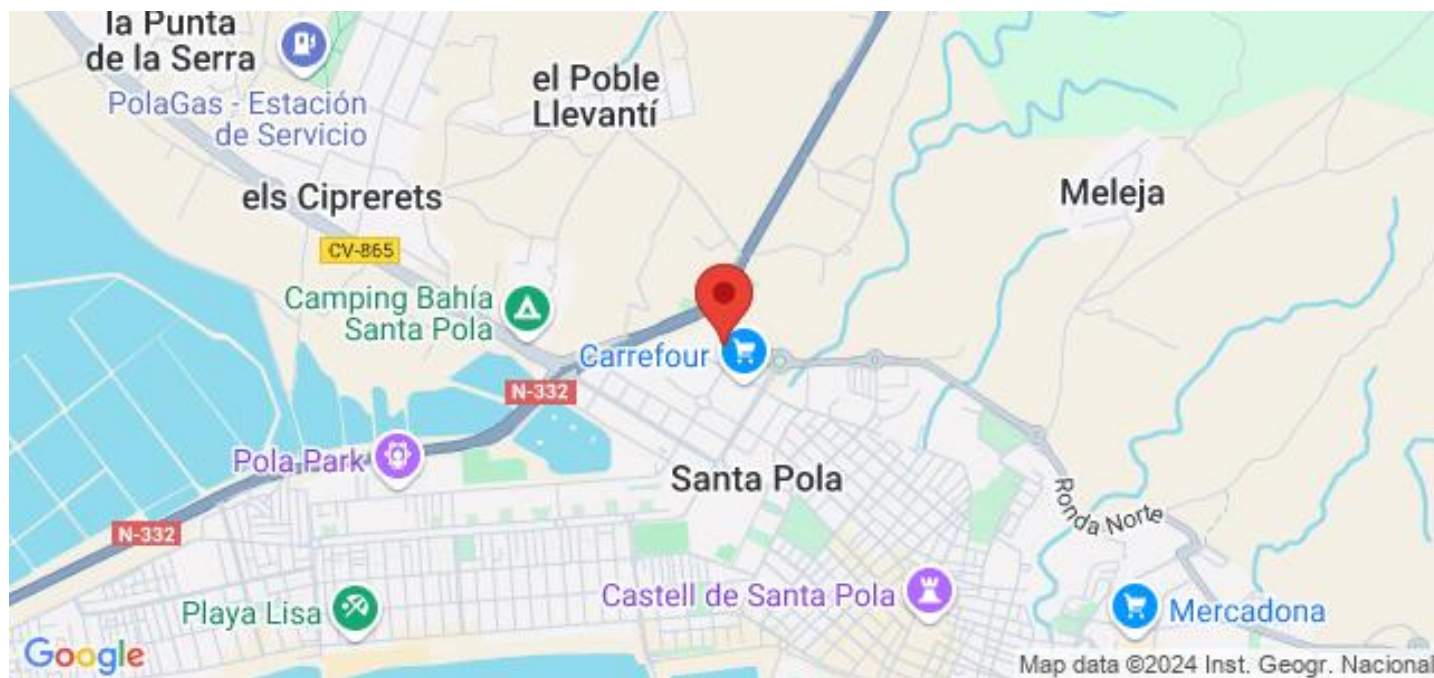 la Punta
de la Serra
PolaGas - Estación
de Servicio
el Poble
Llevantí
els Ciprerets
Meleja
CV-865
Camping Bahía
Santa Pola
Carrefour
N-332
Pola Park
Santa Pola
Ronda Norte
N-332
Castell de Santa Pola
Playa Lisa
Mercadona
Google
Map data ©2024 Inst. Geogr. Nacional